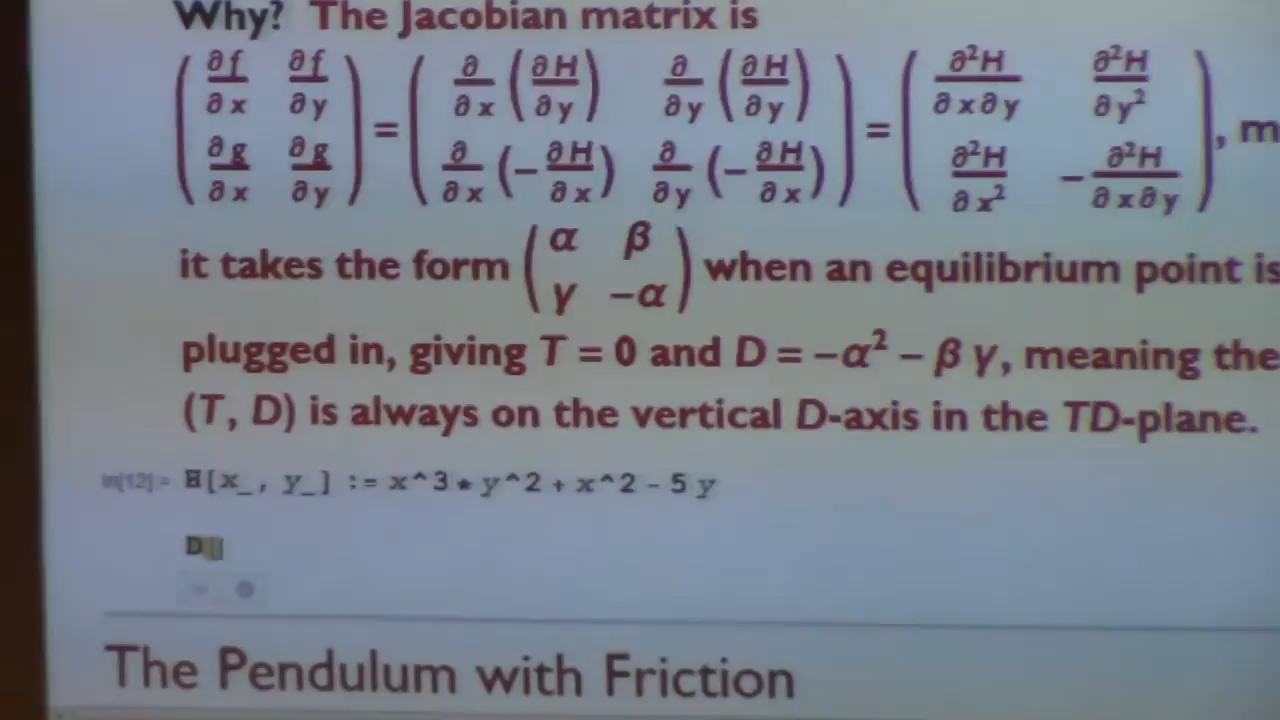 Why? The Jacobian matrix is
( ∂f/∂x ∂f/∂y ; ∂g/∂x ∂g/∂y ) = ( ∂/∂x (∂H/∂y) ∂/∂y (∂H/∂y) ; ∂/∂x (−∂H/∂x) ∂/∂y (−∂H/∂x) ) = ( ∂²H/∂x∂y ∂²H/∂y² ; ∂²H/∂x² −∂²H/∂x∂y ), m
it takes the form ( α β ; γ −α ) when an equilibrium point is
plugged in, giving T = 0 and D = −α² − β γ, meaning the
(T, D) is always on the vertical D-axis in the TD-plane.
In[12]:= H[x_, y_] := x^3 * y^2 + x^2 - 5 y
D[]
The Pendulum with Friction